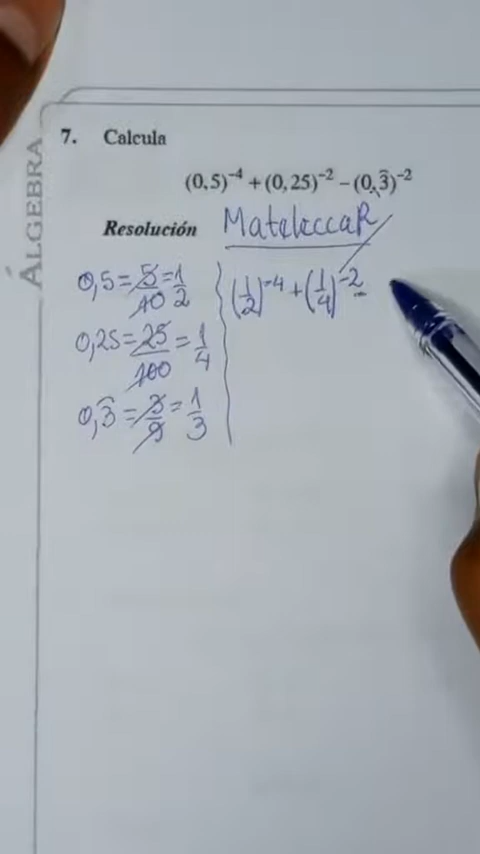 ÁLGEBRA
7. Calcula
(0,5)⁻⁴ + (0,25)⁻² − (0,3̂)⁻²
Resolución MateleccaR
0,5 = 5/10 = 1/2
0,25 = 25/100 = 1/4
0,3̂ = 3/9 = 1/3
(1/2)⁻⁴ + (1/4)⁻²